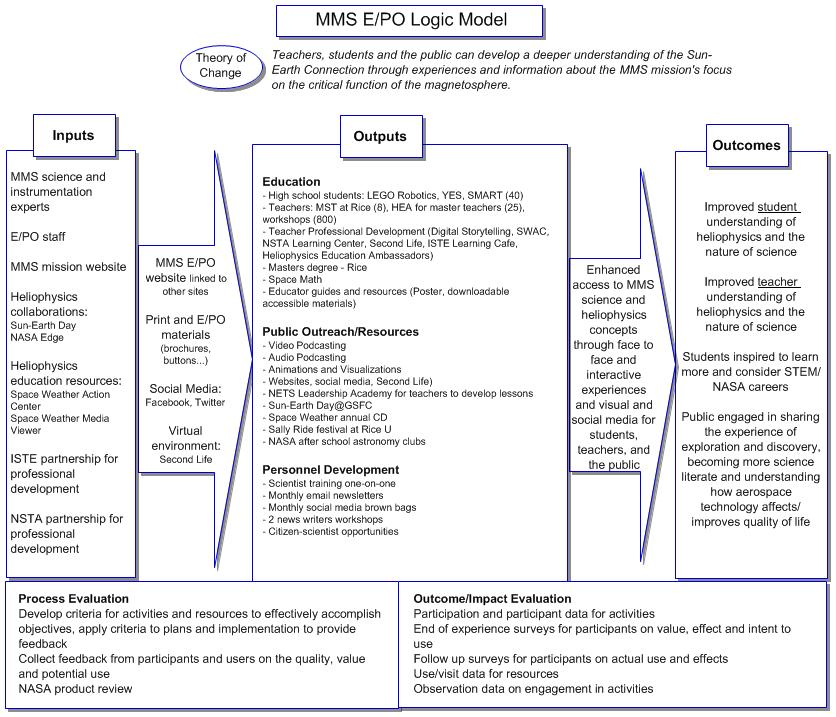 MMS E/PO Logic Model
Theory of
Change
Teachers, students and the public can develop a deeper understanding of the Sun-
Earth Connection through experiences and information about the MMS mission's focus
on the critical function of the magnetosphere.
Inputs
MMS science and
instrumentation
experts
E/PO staff
MMS mission website
Heliophysics
collaborations:
Sun-Earth Day
NASA Edge
Heliophysics
education resources:
Space Weather Action
Center
Space Weather Media
Viewer
ISTE partnership for
professional
development
NSTA partnership for
professional
development
MMS E/PO
website linked to
other sites
Print and E/PO
materials
(brochures,
buttons...)
Social Media:
Facebook, Twitter
Virtual
environment:
Second Life
Outputs
Education
- High school students: LEGO Robotics, YES, SMART (40)
- Teachers: MST at Rice (8), HEA for master teachers (25),
workshops (800)
- Teacher Professional Development (Digital Storytelling, SWAC,
NSTA Learning Center, Second Life, ISTE Learning Cafe,
Heliophysics Education Ambassadors)
- Masters degree - Rice
- Space Math
- Educator guides and resources (Poster, downloadable
accessible materials)
Public Outreach/Resources
- Video Podcasting
- Audio Podcasting
- Animations and Visualizations
- Websites, social media, Second Life)
- NETS Leadership Academy for teachers to develop lessons
- Sun-Earth Day@GSFC
- Space Weather annual CD
- Sally Ride festival at Rice U
- NASA after school astronomy clubs
Personnel Development
- Scientist training one-on-one
- Monthly email newsletters
- Monthly social media brown bags
- 2 news writers workshops
- Citizen-scientist opportunities
Enhanced
access to MMS
science and
heliophysics
concepts
through face to
face and
interactive
experiences
and visual and
social media for
students,
teachers, and
the public
Outcomes
Improved student
understanding of
heliophysics and the
nature of science
Improved teacher
understanding of
heliophysics and the
nature of science
Students inspired to learn
more and consider STEM/
NASA careers
Public engaged in sharing
the experience of
exploration and discovery,
becoming more science
literate and understanding
how aerospace
technology affects/
improves quality of life
Process Evaluation
Develop criteria for activities and resources to effectively accomplish
objectives, apply criteria to plans and implementation to provide
feedback
Collect feedback from participants and users on the quality, value
and potential use
NASA product review
Outcome/Impact Evaluation
Participation and participant data for activities
End of experience surveys for participants on value, effect and intent to
use
Follow up surveys for participants on actual use and effects
Use/visit data for resources
Observation data on engagement in activities